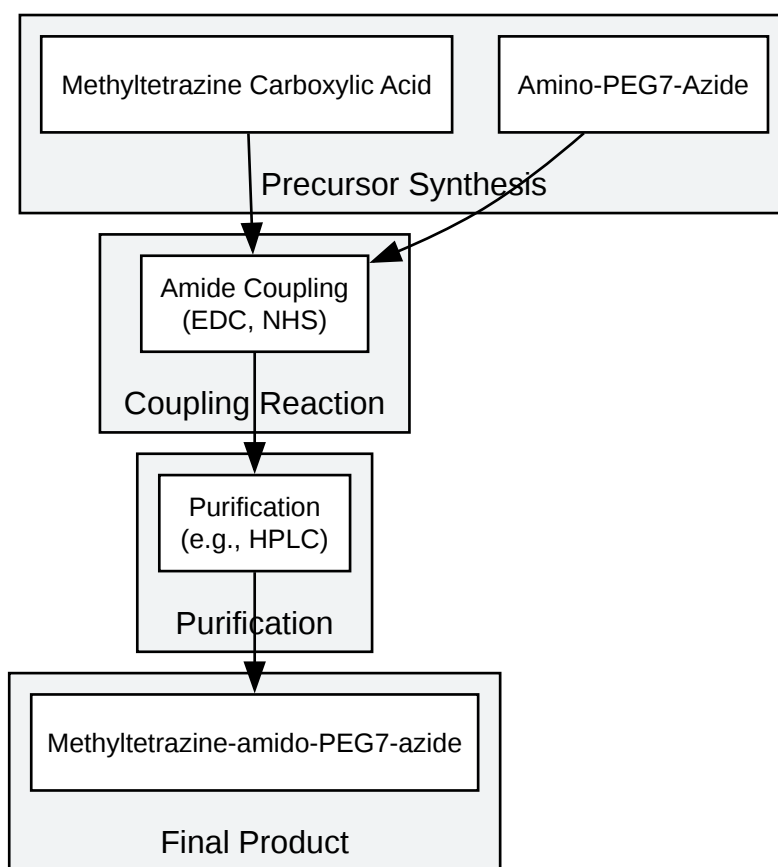 Methyltetrazine Carboxylic Acid
Amino-PEG7-Azide
Precursor Synthesis
Amide Coupling
(EDC, NHS)
Coupling Reaction
Purification
(e.g., HPLC)
Purification
Methyltetrazine-amido-PEG7-azide
Final Product